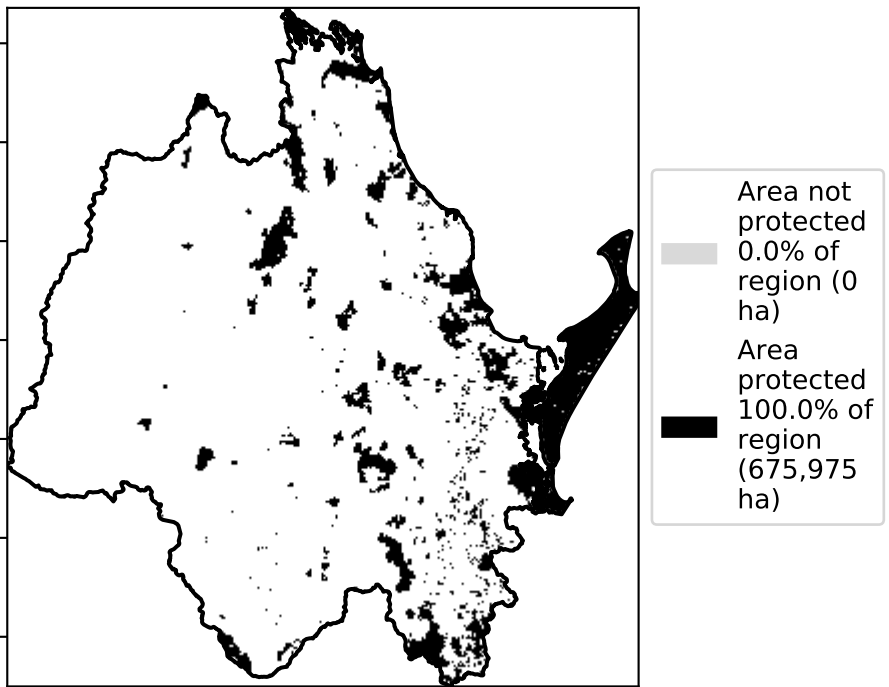 Area not
protected
0.0% of
region (0
ha)
Area
protected
100.0% of
region
(675,975
ha)